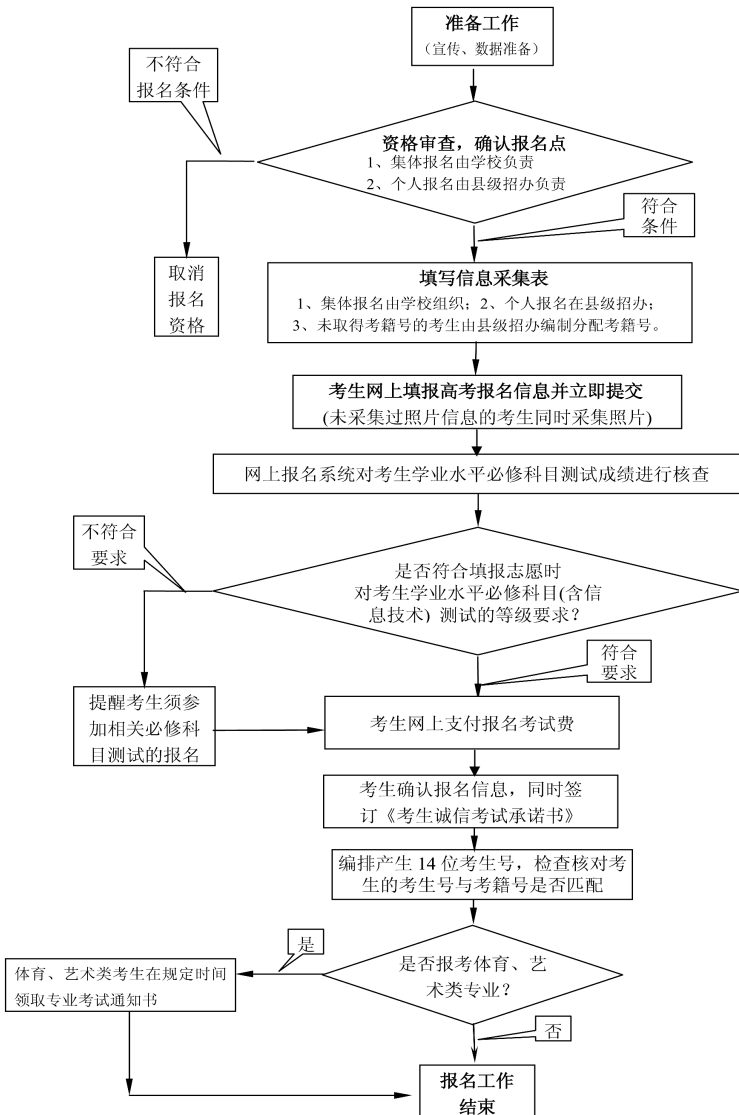 准备工作
（宣传、数据准备）
不符合
报名条件
资格审查，确认报名点
1、集体报名由学校负责
2、个人报名由县级招办负责
符合
条件
取消
报名
资格
填写信息采集表
1、集体报名由学校组织；2、个人报名在县级招办；
3、未取得考籍号的考生由县级招办编制分配考籍号。
考生网上填报高考报名信息并立即提交
(未采集过照片信息的考生同时采集照片)
网上报名系统对考生学业水平必修科目测试成绩进行核查
不符合
要求
是否符合填报志愿时
对考生学业水平必修科目(含信
息技术) 测试的等级要求？
符合
要求
提醒考生须参
加相关必修科
目测试的报名
考生网上支付报名考试费
考生确认报名信息，同时签
订《考生诚信考试承诺书》
编排产生 14 位考生号，检查核对考
生的考生号与考籍号是否匹配
是
是否报考体育、艺
术类专业？
体育、艺术类考生在规定时间
领取专业考试通知书
否
报名工作
结束